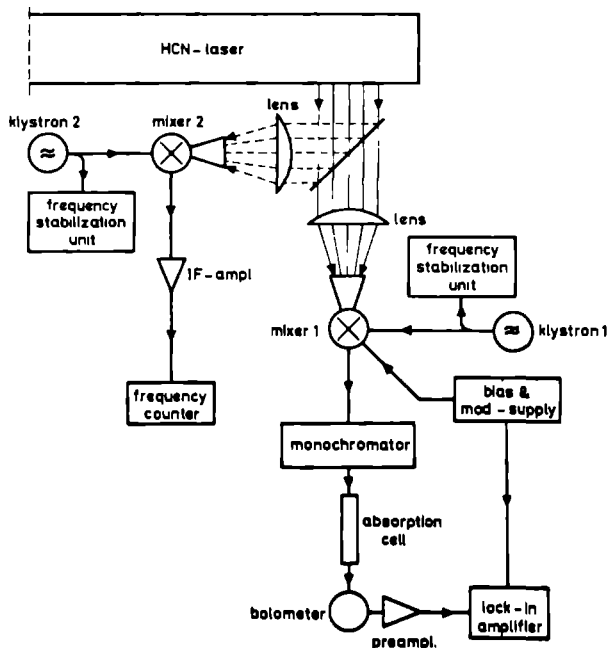 HCN-laser
klystron 2
mixer 2
lens
frequency
stabilization
unit
lens
IF-ampl
frequency
stabilization
unit
mixer 1
klystron 1
frequency
counter
bias &
mod-supply
monochromator
absorption
cell
bolometer
preampl.
lock-in
amplifier